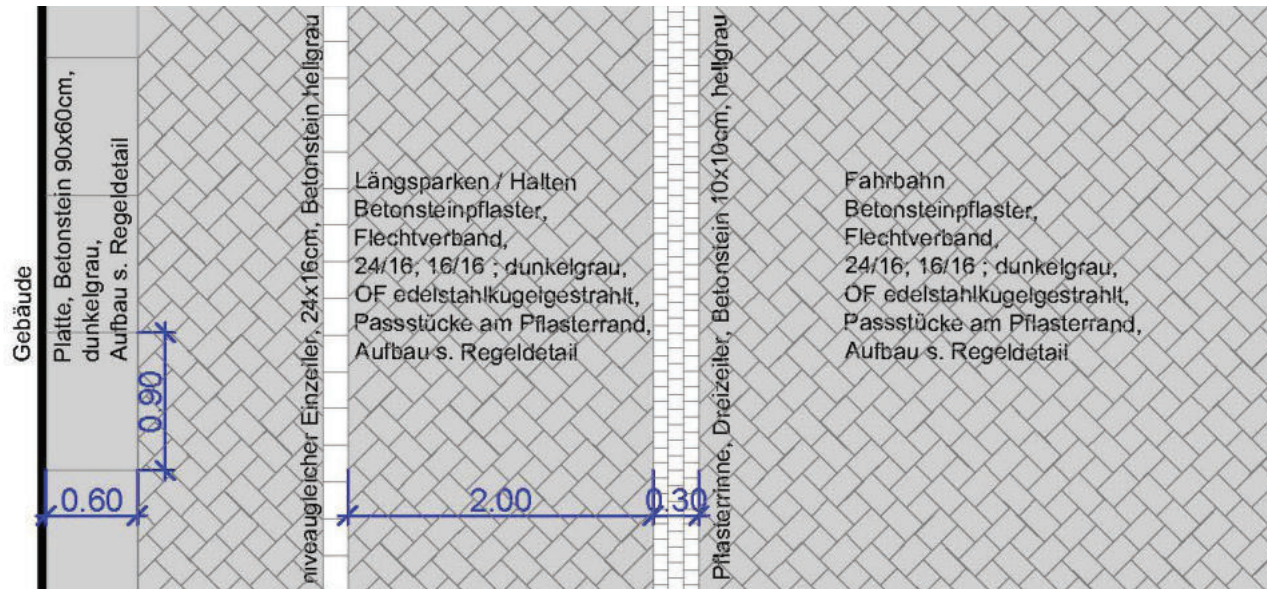 Gebäude
Platte, Betonstein 90x60cm,
dunkelgrau,
Aufbau s. Regeldetail
0.90
0.60
niveaugleicher Einzeiler, 24x16cm, Betonstein hellgrau
Längsparken / Halten
Betonsteinpflaster,
Flechtverband,
24/16; 16/16 ; dunkelgrau,
OF edelstahlkugelgestrahlt,
Passstücke am Pflasterrand,
Aufbau s. Regeldetail
2.00
0.30
Pflasterrinne, Dreizeiler, Betonstein 10x10cm, hellgrau
Fahrbahn
Betonsteinpflaster,
Flechtverband,
24/16; 16/16 ; dunkelgrau,
OF edelstahlkugelgestrahlt,
Passstücke am Pflasterrand,
Aufbau s. Regeldetail